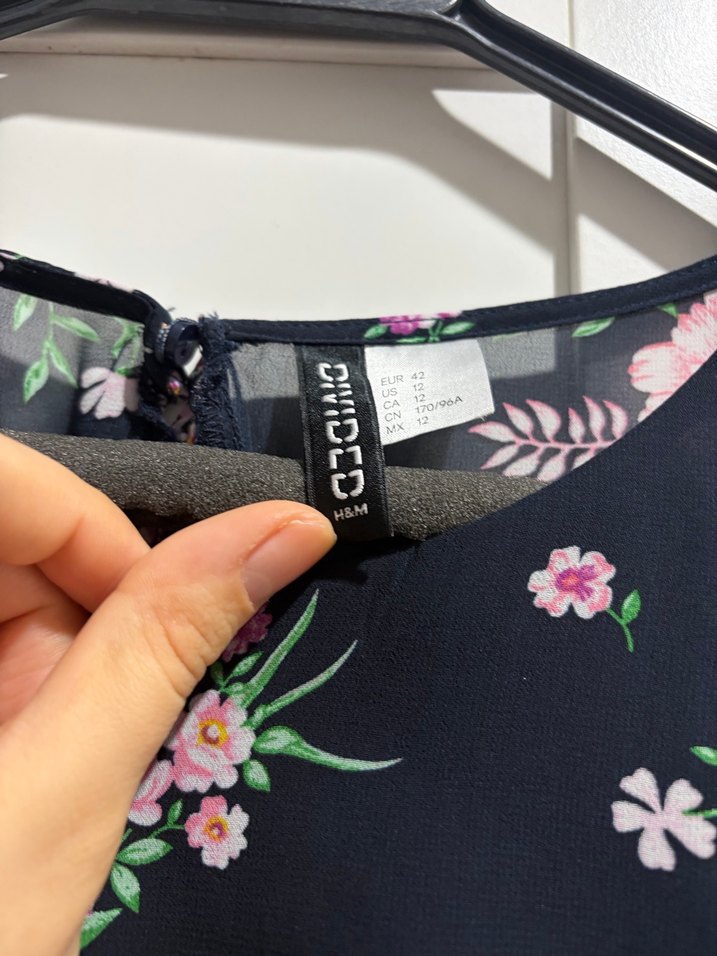 DIVIDED
H&M
EUR 42
US 12
CA 12
CN 170/96A
MX 12